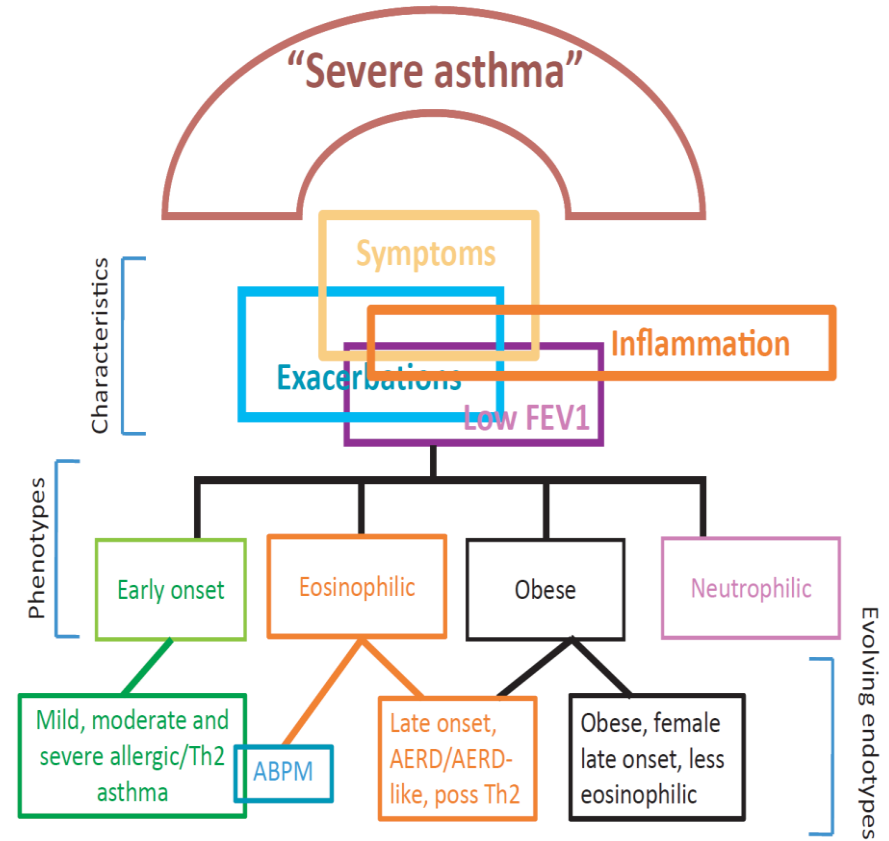 “Severe asthma”
Characteristics
Symptoms
Inflammation
Exacerbations
Low FEV1
Phenotypes
Early onset
Eosinophilic
Obese
Neutrophilic
Evolving endotypes
Mild, moderate and
severe allergic/Th2
asthma
ABPM
Late onset,
AERD/AERD-
like, poss Th2
Obese, female
late onset, less
eosinophilic